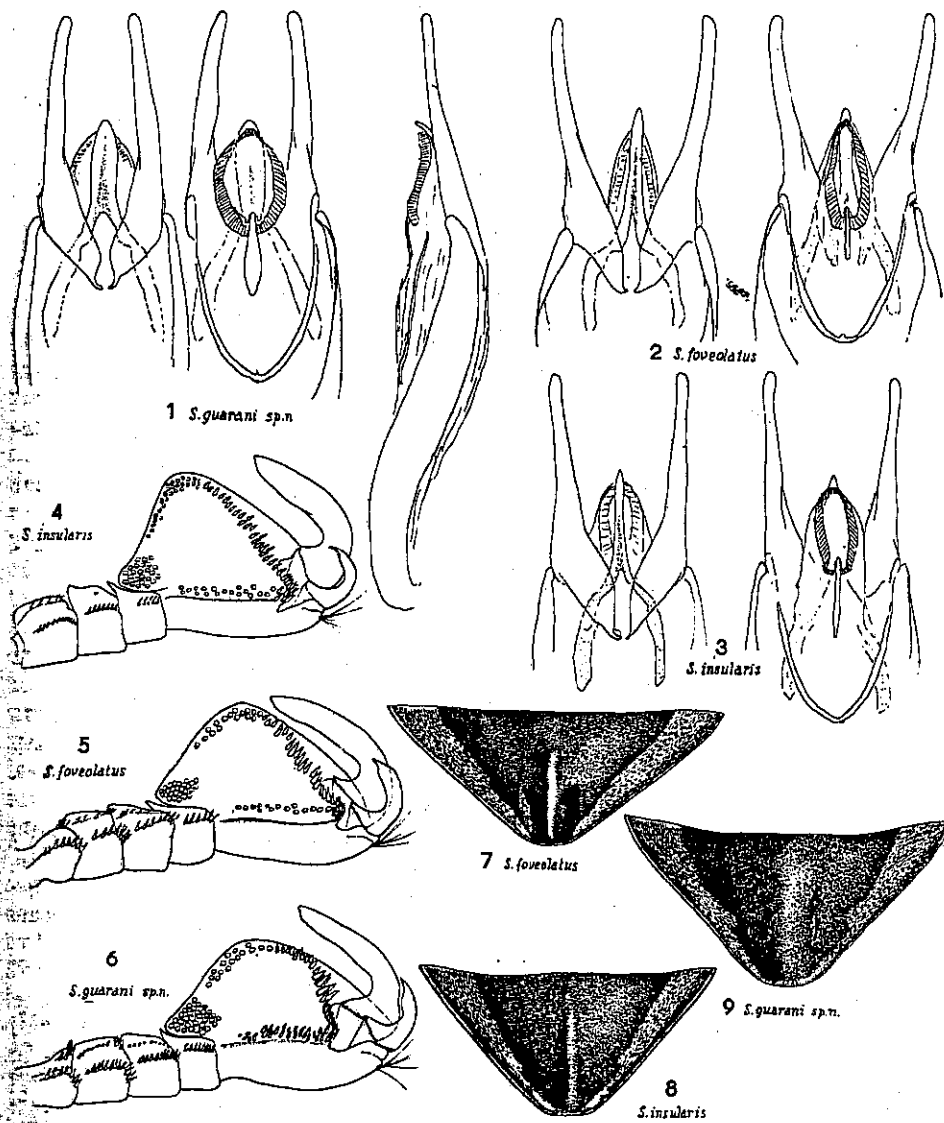 1 S. guarani sp.n
2 S. foveolatus
3
S. insularis
4
S. insularis
5
S. foveolatus
6
S. guarani sp.n.
7 S. foveolatus
8
S. insularis
9 S. guarani sp.n.